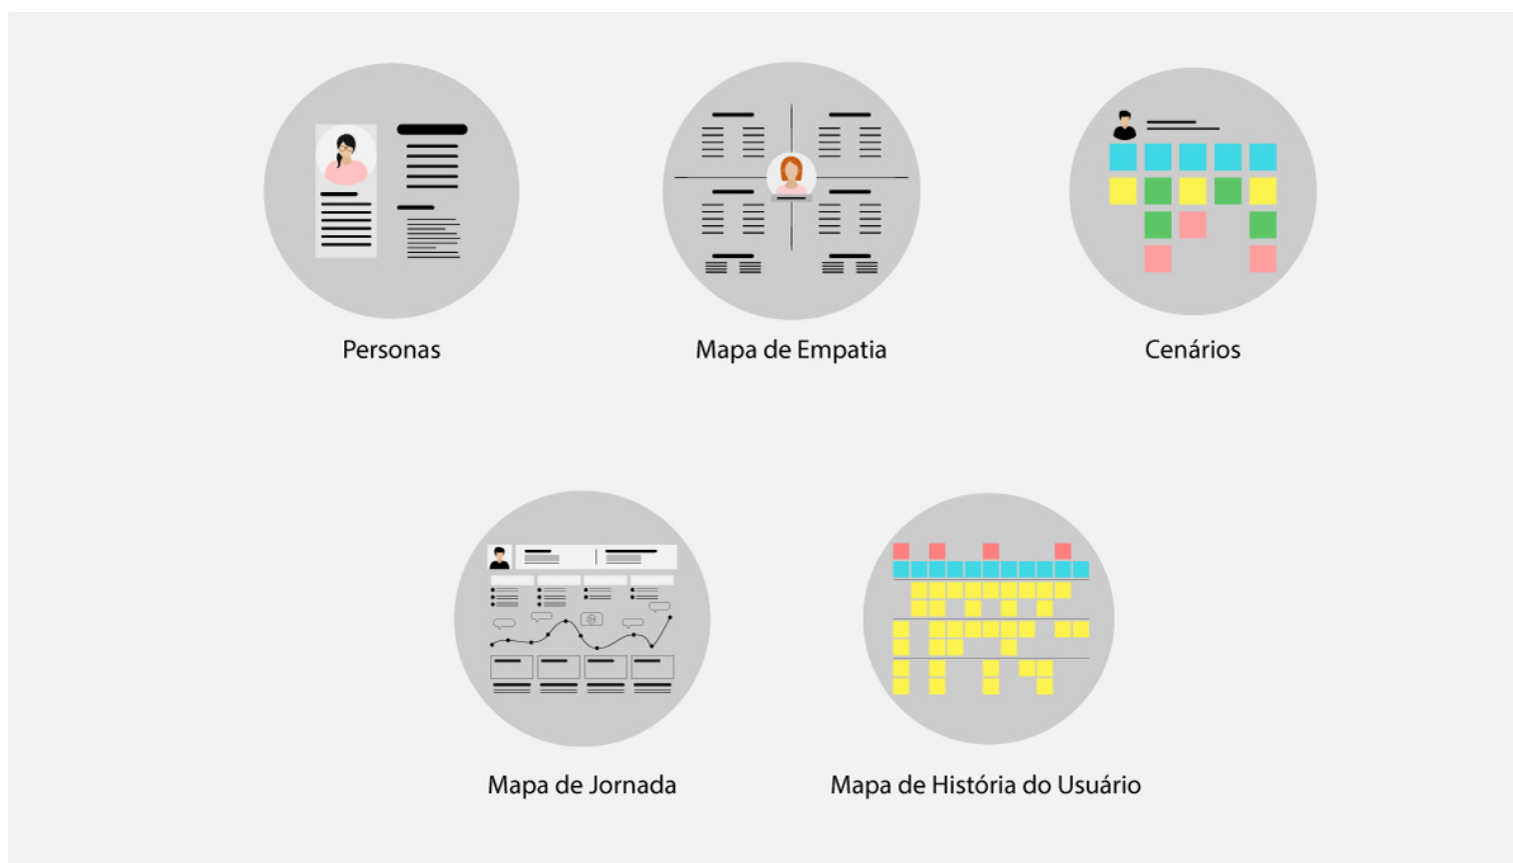 Personas
Mapa de Empatia
Cenários
Mapa de Jornada
Mapa de História do Usuário